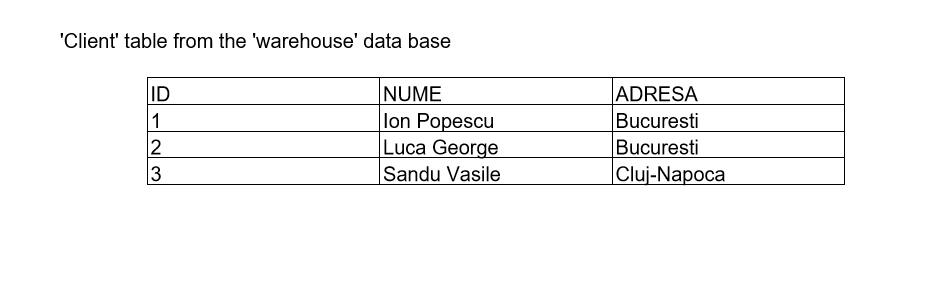 'Client' table from the 'warehouse' data base
ID NUME ADRESA
1 Ion Popescu Bucuresti
2 Luca George Bucuresti
3 Sandu Vasile Cluj-Napoca